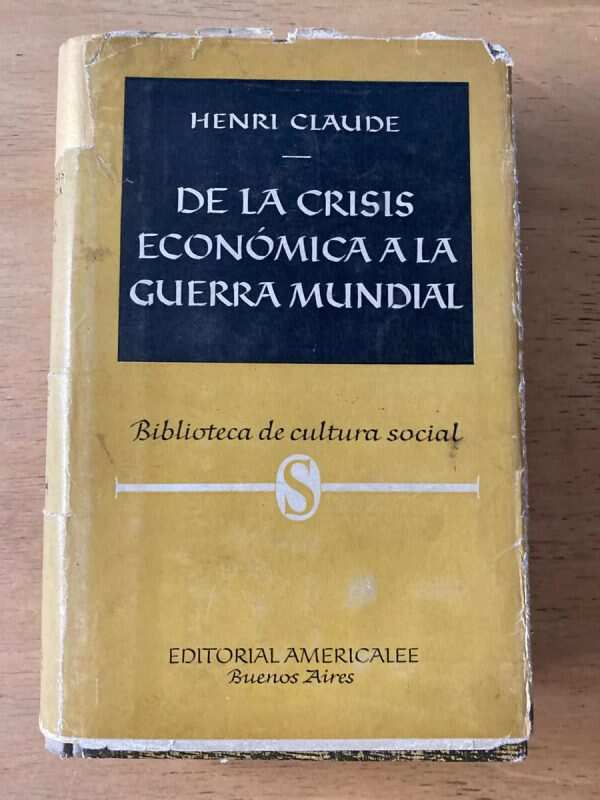 HENRI CLAUDE
DE LA CRISIS
ECONÓMICA A LA
GUERRA MUNDIAL
Biblioteca de cultura social
S
EDITORIAL AMERICALEE
Buenos Aires